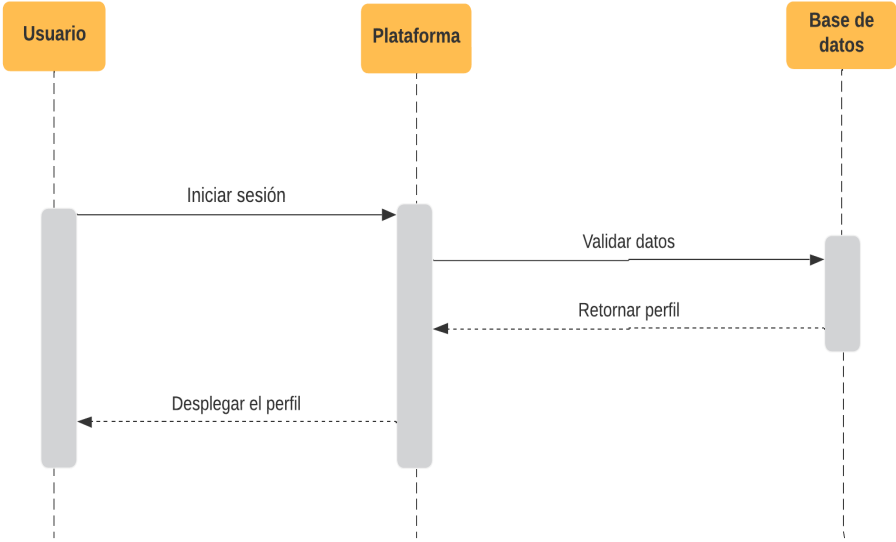 Usuario
Plataforma
Base de
datos
Iniciar sesión
Validar datos
Retornar perfil
Desplegar el perfil